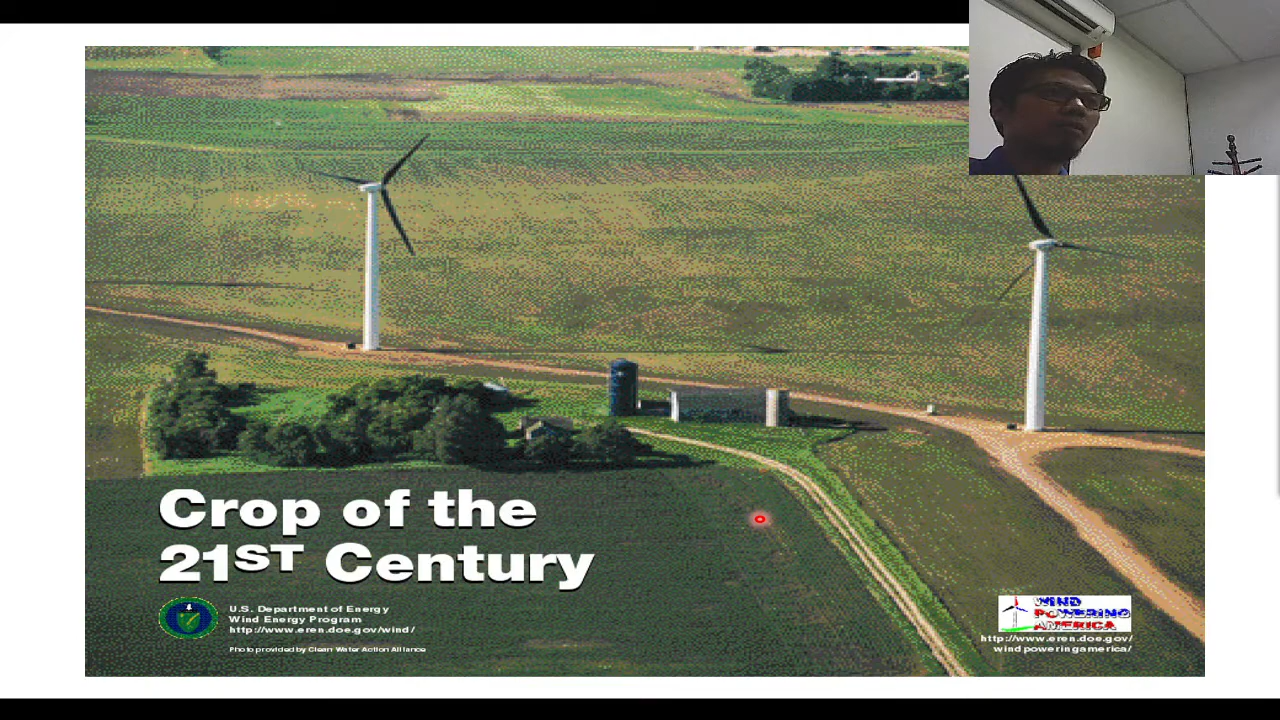 Crop of the
21ST Century
U.S. Department of Energy
Wind Energy Program
http://www.eren.doe.gov/wind/
Photo provided by Clean Water Action Alliance
WIND
POWERING
AMERICA
http://www.eren.doe.gov/
windpoweringamerica/